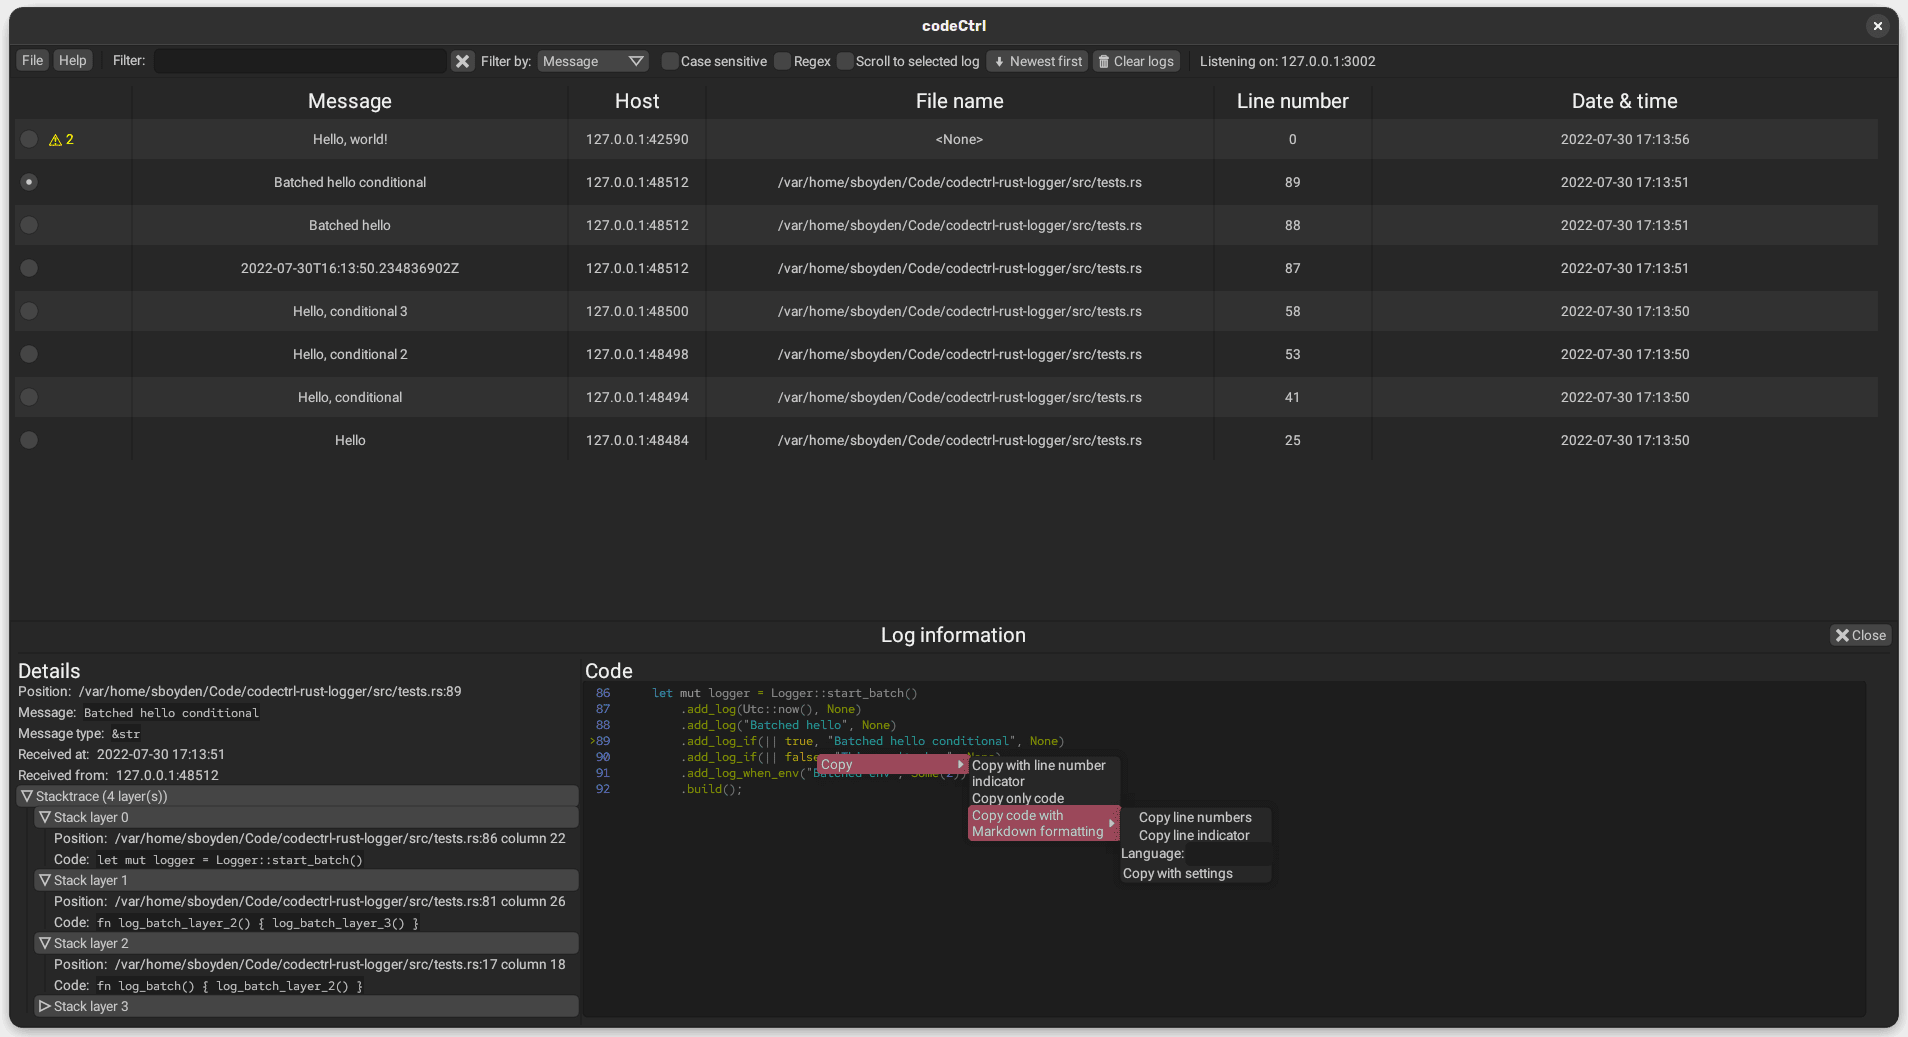 codeCtrl
File Help Filter: Filter by: Message Case sensitive Regex Scroll to selected log Newest first Clear logs Listening on: 127.0.0.1:3002
Message Host File name Line number Date & time
2 Hello, world! 127.0.0.1:42590 <None> 0 2022-07-30 17:13:56
Batched hello conditional 127.0.0.1:48512 /var/home/sboyden/Code/codectrl-rust-logger/src/tests.rs 89 2022-07-30 17:13:51
Batched hello 127.0.0.1:48512 /var/home/sboyden/Code/codectrl-rust-logger/src/tests.rs 88 2022-07-30 17:13:51
2022-07-30T16:13:50.234836902Z 127.0.0.1:48512 /var/home/sboyden/Code/codectrl-rust-logger/src/tests.rs 87 2022-07-30 17:13:51
Hello, conditional 3 127.0.0.1:48500 /var/home/sboyden/Code/codectrl-rust-logger/src/tests.rs 58 2022-07-30 17:13:50
Hello, conditional 2 127.0.0.1:48498 /var/home/sboyden/Code/codectrl-rust-logger/src/tests.rs 53 2022-07-30 17:13:50
Hello, conditional 127.0.0.1:48494 /var/home/sboyden/Code/codectrl-rust-logger/src/tests.rs 41 2022-07-30 17:13:50
Hello 127.0.0.1:48484 /var/home/sboyden/Code/codectrl-rust-logger/src/tests.rs 25 2022-07-30 17:13:50
Log information Close
Details
Position: /var/home/sboyden/Code/codectrl-rust-logger/src/tests.rs:89
Message: Batched hello conditional
Message type: &str
Received at: 2022-07-30 17:13:51
Received from: 127.0.0.1:48512
Stacktrace (4 layer(s))
Stack layer 0
Position: /var/home/sboyden/Code/codectrl-rust-logger/src/tests.rs:86 column 22
Code: let mut logger = Logger::start_batch()
Stack layer 1
Position: /var/home/sboyden/Code/codectrl-rust-logger/src/tests.rs:81 column 26
Code: fn log_batch_layer_2() { log_batch_layer_3() }
Stack layer 2
Position: /var/home/sboyden/Code/codectrl-rust-logger/src/tests.rs:17 column 18
Code: fn log_batch() { log_batch_layer_2() }
Stack layer 3
Code
86 let mut logger = Logger::start_batch()
87 .add_log(Utc::now(), None)
88 .add_log("Batched hello", None)
>89 .add_log_if(|| true, "Batched hello conditional", None)
90 .add_log_if(|| false
91 .add_log_when_env("Batched env", Some(2))
92 .build();
Copy
Copy with line number
indicator
Copy only code
Copy code with
Markdown formatting
Copy line numbers
Copy line indicator
Language:
Copy with settings